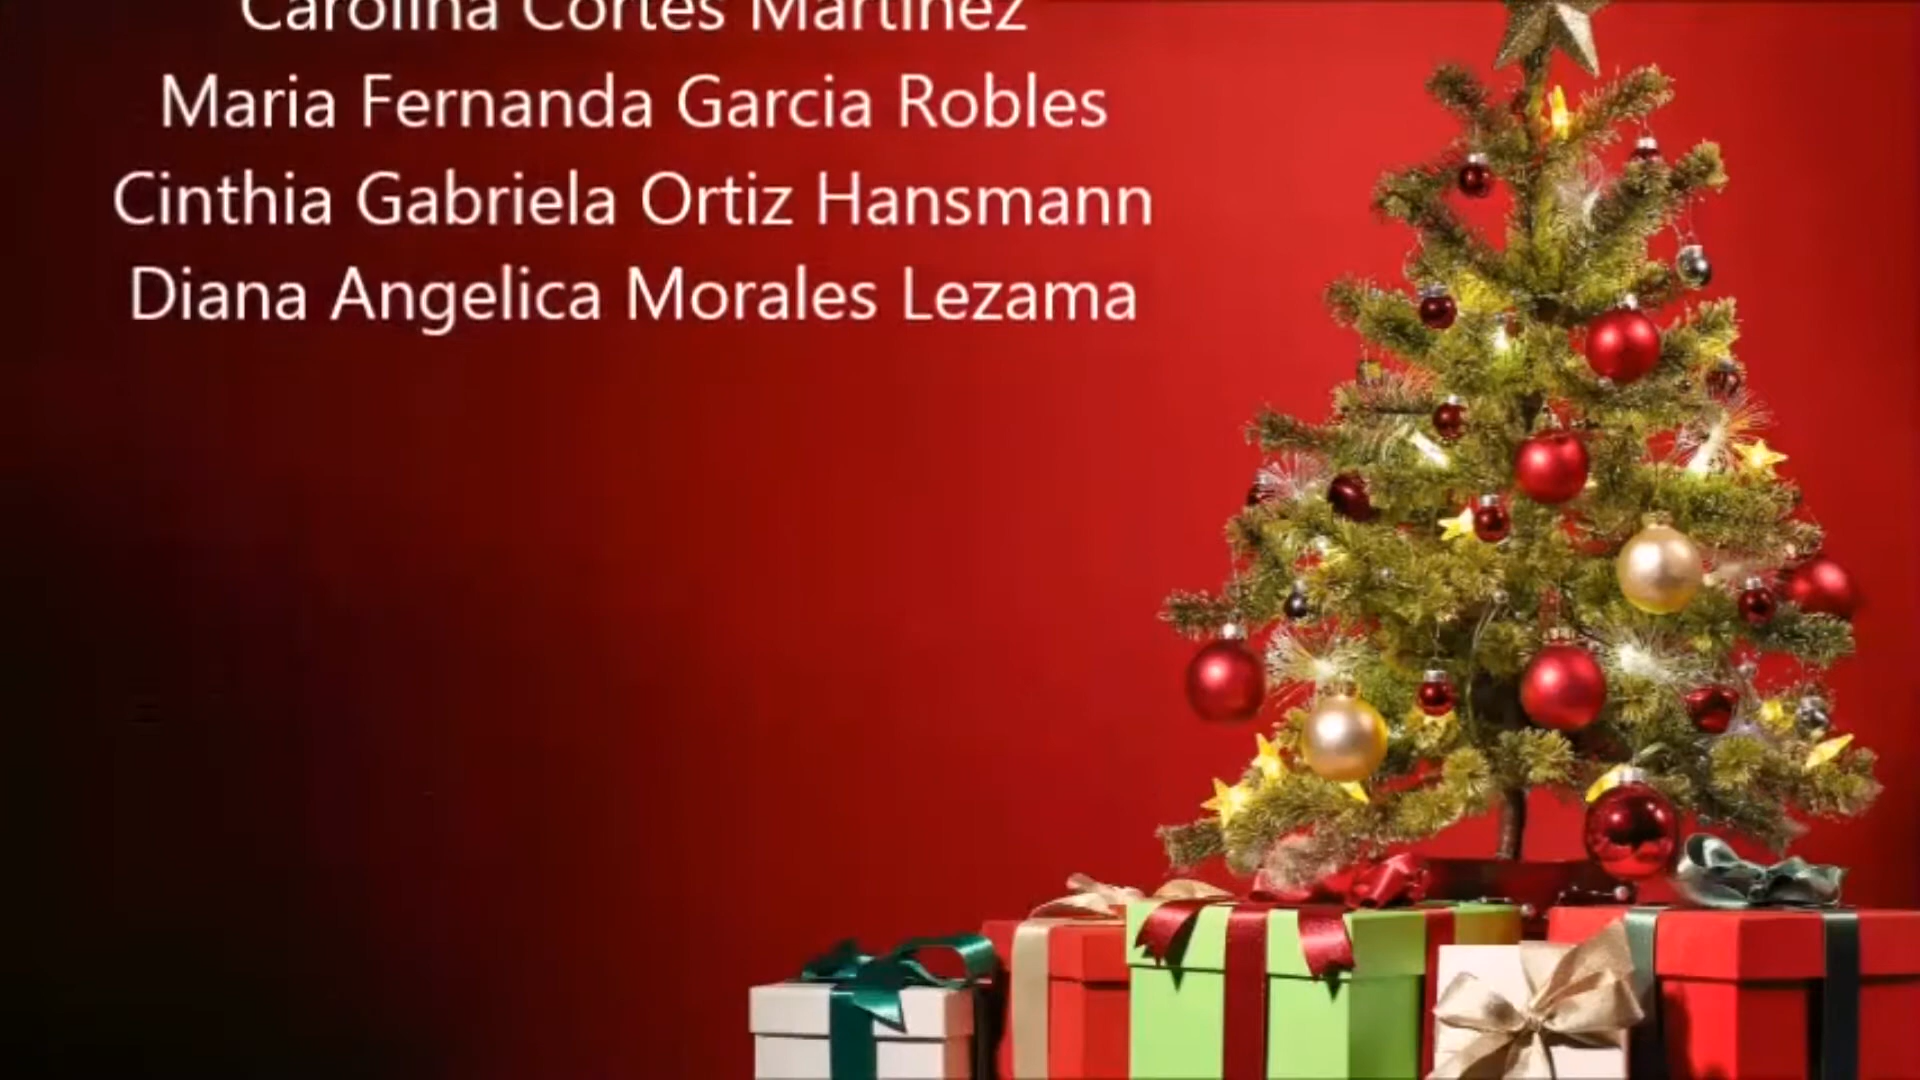 Carolina Cortes Martinez
Maria Fernanda Garcia Robles
Cinthia Gabriela Ortiz Hansmann
Diana Angelica Morales Lezama